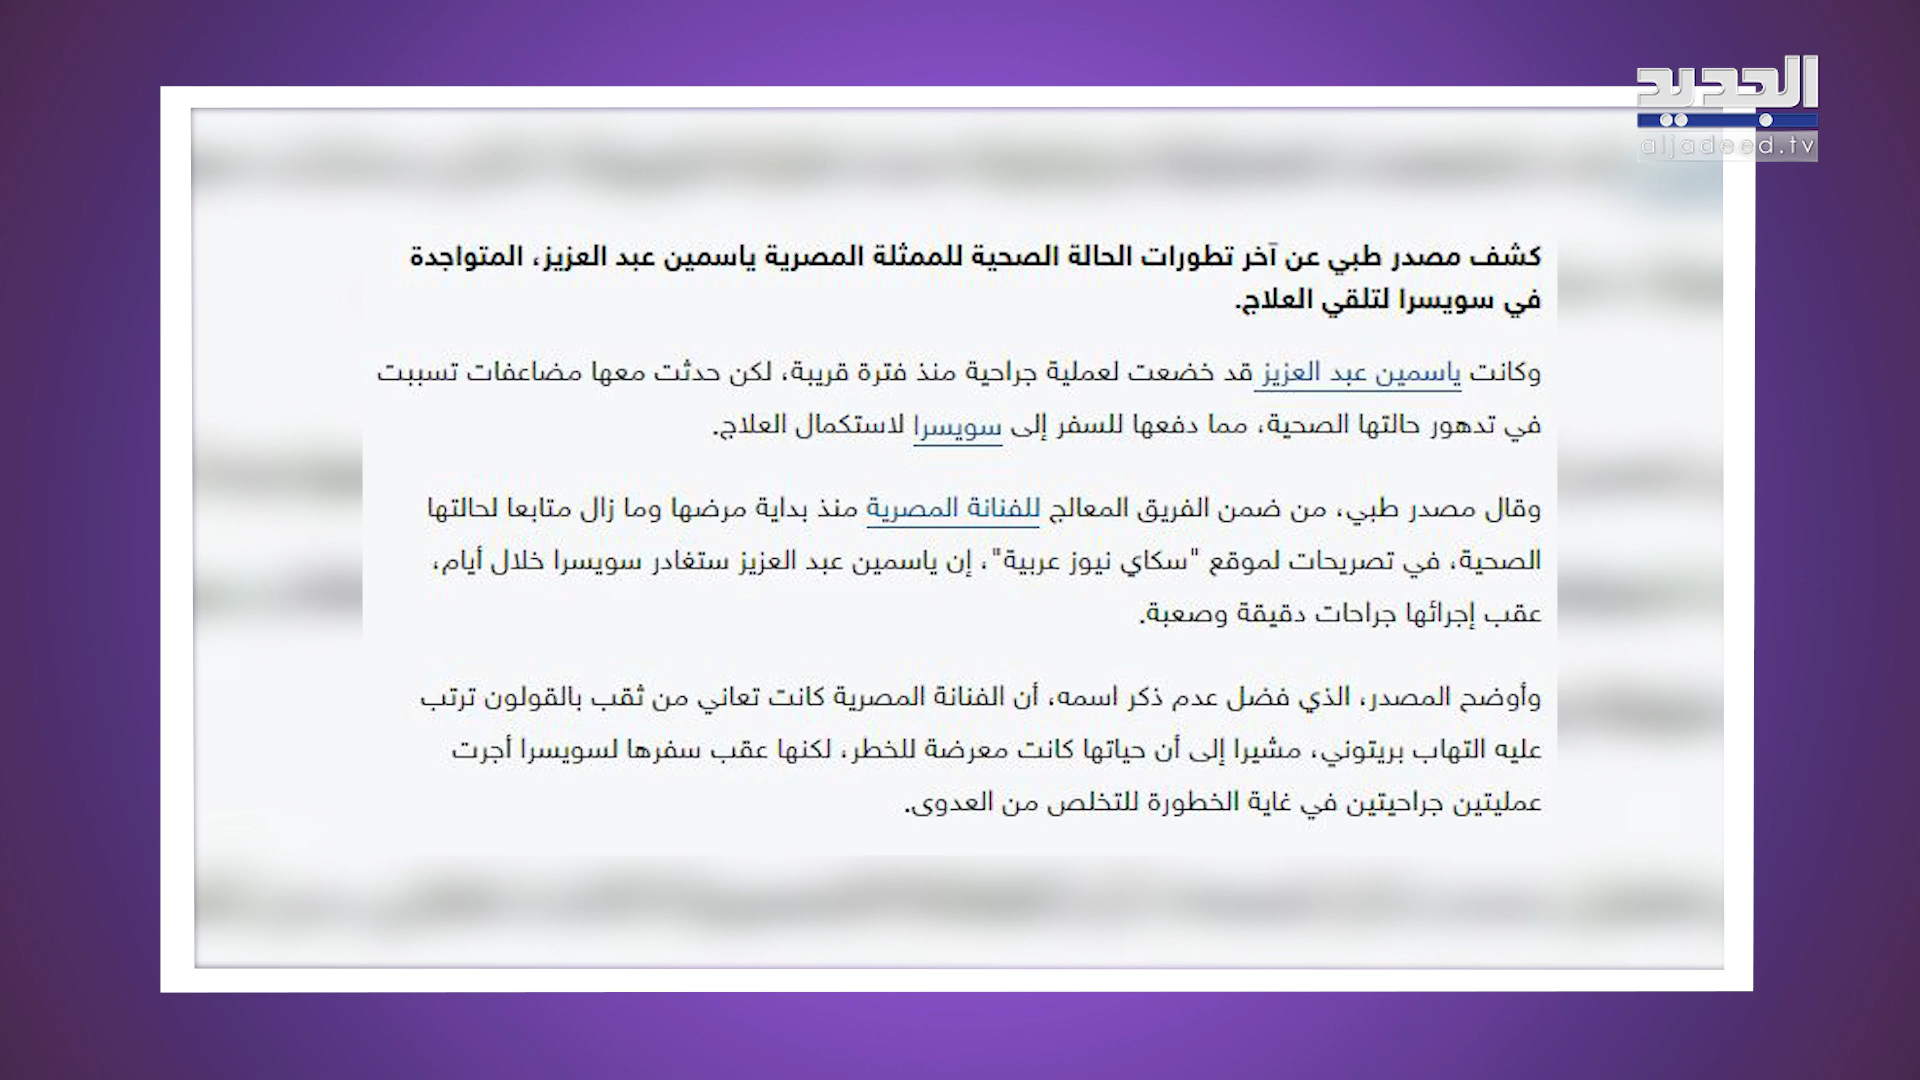 الجديد
aljadeed.tv
كشف مصدر طبي عن آخر تطورات الحالة الصحية للممثلة المصرية ياسمين عبد العزيز، المتواجدة
في سويسرا لتلقي العلاج.
وكانت ياسمين عبد العزيز قد خضعت لعملية جراحية منذ فترة قريبة، لكن حدثت معها مضاعفات تسببت
في تدهور حالتها الصحية، مما دفعها للسفر إلى سويسرا لاستكمال العلاج.
وقال مصدر طبي، من ضمن الفريق المعالج للفنانة المصرية منذ بداية مرضها وما زال متابعا لحالتها
الصحية، في تصريحات لموقع "سكاي نيوز عربية"، إن ياسمين عبد العزيز ستغادر سويسرا خلال أيام،
عقب إجرائها جراحات دقيقة وصعبة.
وأوضح المصدر، الذي فضل عدم ذكر اسمه، أن الفنانة المصرية كانت تعاني من ثقب بالقولون ترتب
عليه التهاب بريتوني، مشيرا إلى أن حياتها كانت معرضة للخطر، لكنها عقب سفرها لسويسرا أجرت
عمليتين جراحيتين في غاية الخطورة للتخلص من العدوى.